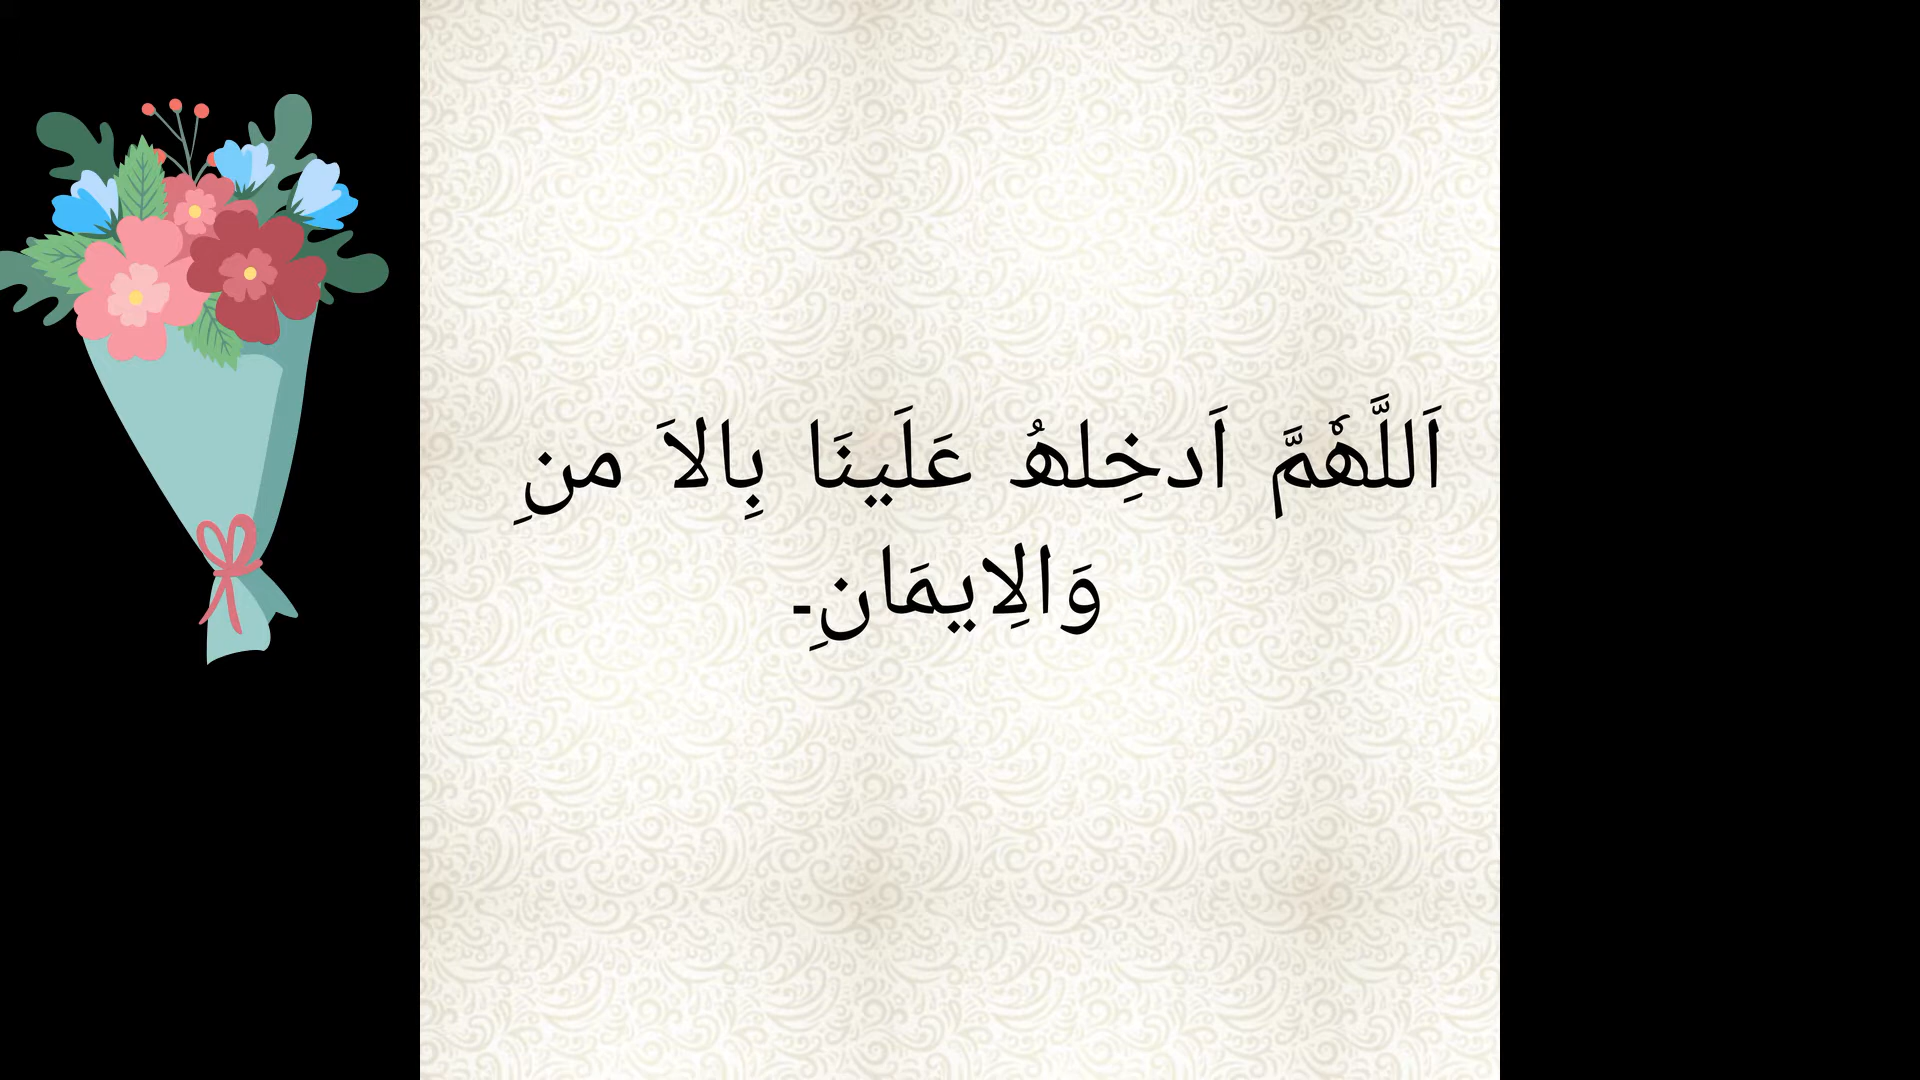 اَللَّهُمَّ اَدخِلهُ عَلَينَا بِالاَ منِ
وَالِايمَانِ۔